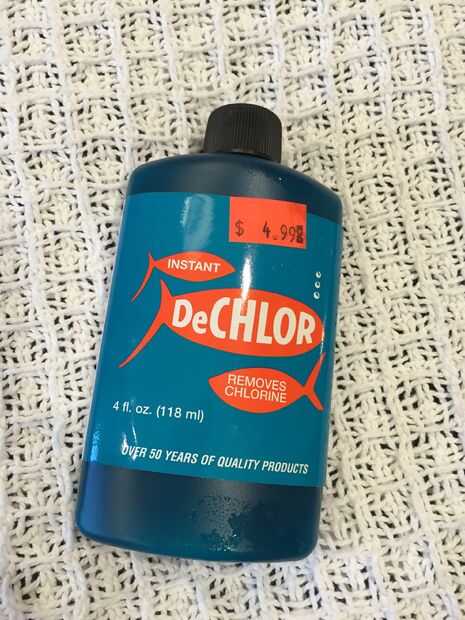 $ 4.99
INSTANT
DeCHLOR
REMOVES
CHLORINE
4 fl. oz. (118 ml)
OVER 50 YEARS OF QUALITY PRODUCTS